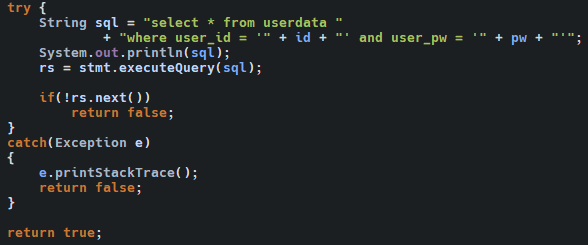 try {
    String sql = "select * from userdata "
            + "where user_id = '" + id + "' and user_pw = '" + pw + "'";
    System.out.println(sql);
    rs = stmt.executeQuery(sql);

    if(!rs.next())
        return false;
}
catch(Exception e)
{
    e.printStackTrace();
    return false;
}

return true;